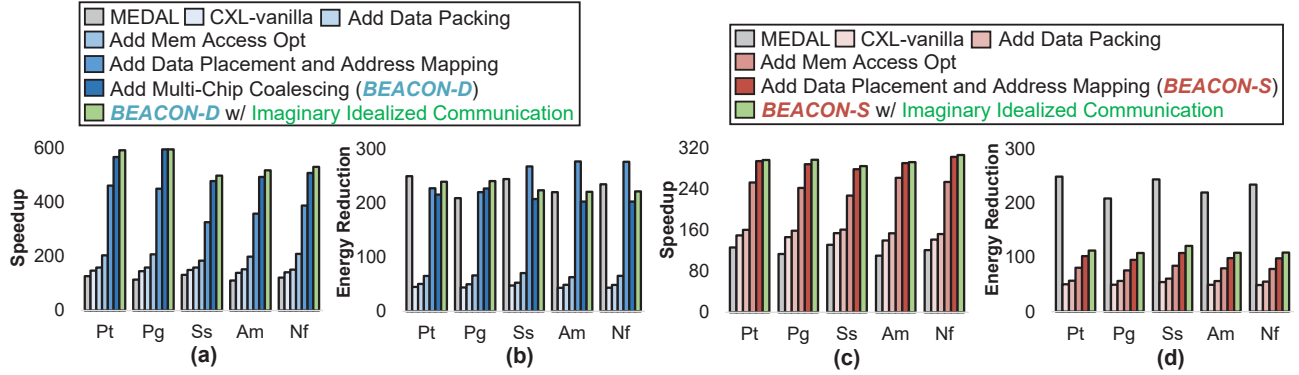 MEDAL CXL-vanilla Add Data Packing
Add Mem Access Opt
Add Data Placement and Address Mapping
Add Multi-Chip Coalescing (BEACON-D)
BEACON-D w/ Imaginary Idealized Communication
Speedup
600
400
200
0
Pt Pg Ss Am Nf
(a)
Energy Reduction
300
200
100
0
Pt Pg Ss Am Nf
(b)
MEDAL CXL-vanilla Add Data Packing
Add Mem Access Opt
Add Data Placement and Address Mapping (BEACON-S)
BEACON-S w/ Imaginary Idealized Communication
Speedup
320
240
160
80
0
Pt Pg Ss Am Nf
(c)
Energy Reduction
300
200
100
0
Pt Pg Ss Am Nf
(d)